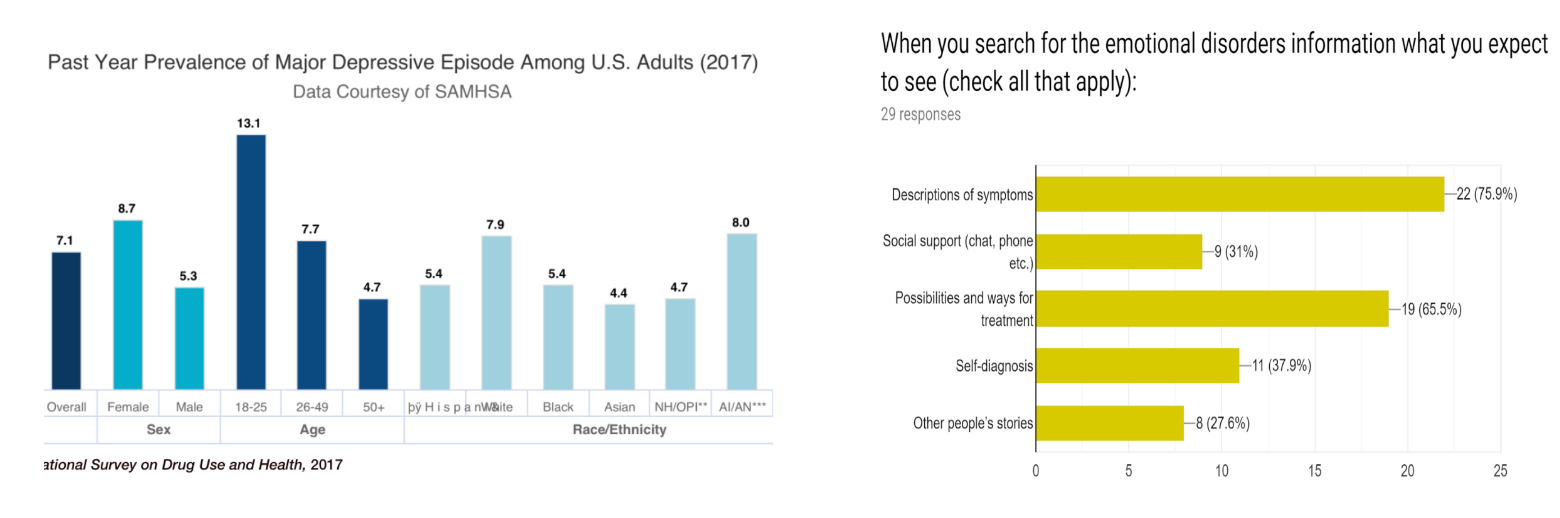 Past Year Prevalence of Major Depressive Episode Among U.S. Adults (2017)
Data Courtesy of SAMHSA
13.1
8.7
8.0
7.9
7.7
7.1
5.4
5.4
5.3
4.7
4.7
4.4
Overall Female Male 18-25 26-49 50+ þÿ H i s p a n White Black Asian NH/OPI** AI/AN***
Sex Age Race/Ethnicity
ational Survey on Drug Use and Health, 2017
When you search for the emotional disorders information what you expect
to see (check all that apply):
29 responses
Descriptions of symptoms 22 (75.9%)
Social support (chat, phone
etc.) 9 (31%)
Possibilities and ways for
treatment 19 (65.5%)
Self-diagnosis 11 (37.9%)
Other people's stories 8 (27.6%)
0 5 10 15 20 25